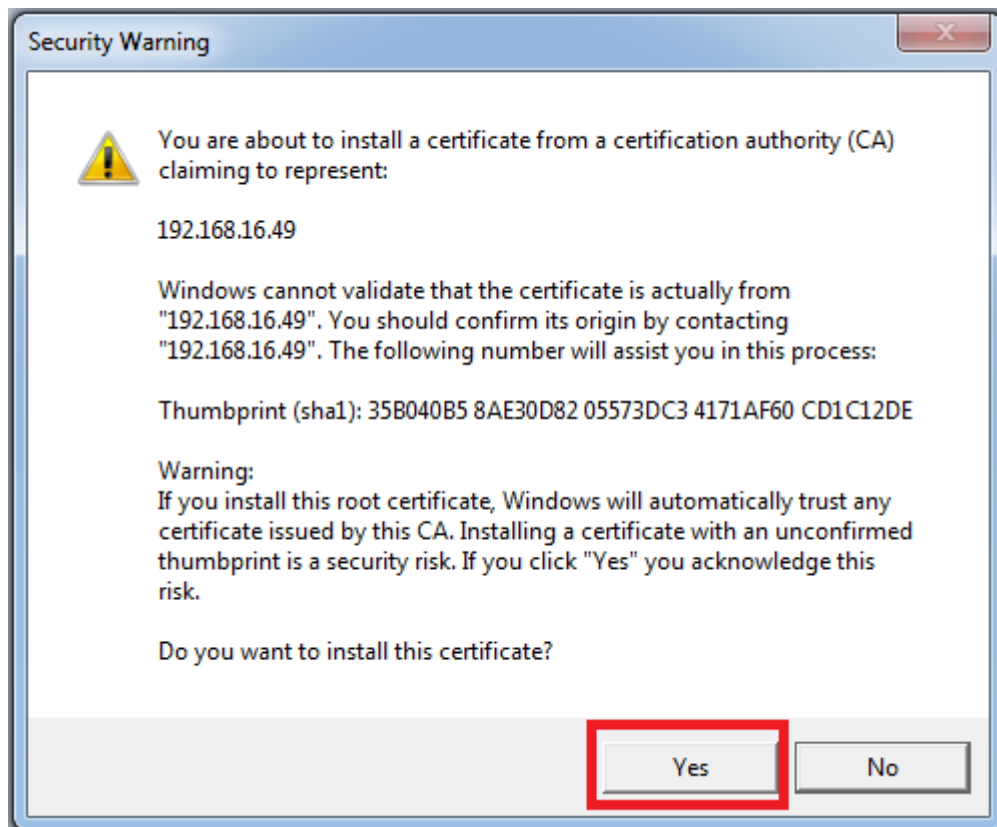 Security Warning
You are about to install a certificate from a certification authority (CA)
claiming to represent:
192.168.16.49
Windows cannot validate that the certificate is actually from
"192.168.16.49". You should confirm its origin by contacting
"192.168.16.49". The following number will assist you in this process:
Thumbprint (sha1): 35B040B5 8AE30D82 05573DC3 4171AF60 CD1C12DE
Warning:
If you install this root certificate, Windows will automatically trust any
certificate issued by this CA. Installing a certificate with an unconfirmed
thumbprint is a security risk. If you click "Yes" you acknowledge this
risk.
Do you want to install this certificate?
Yes No